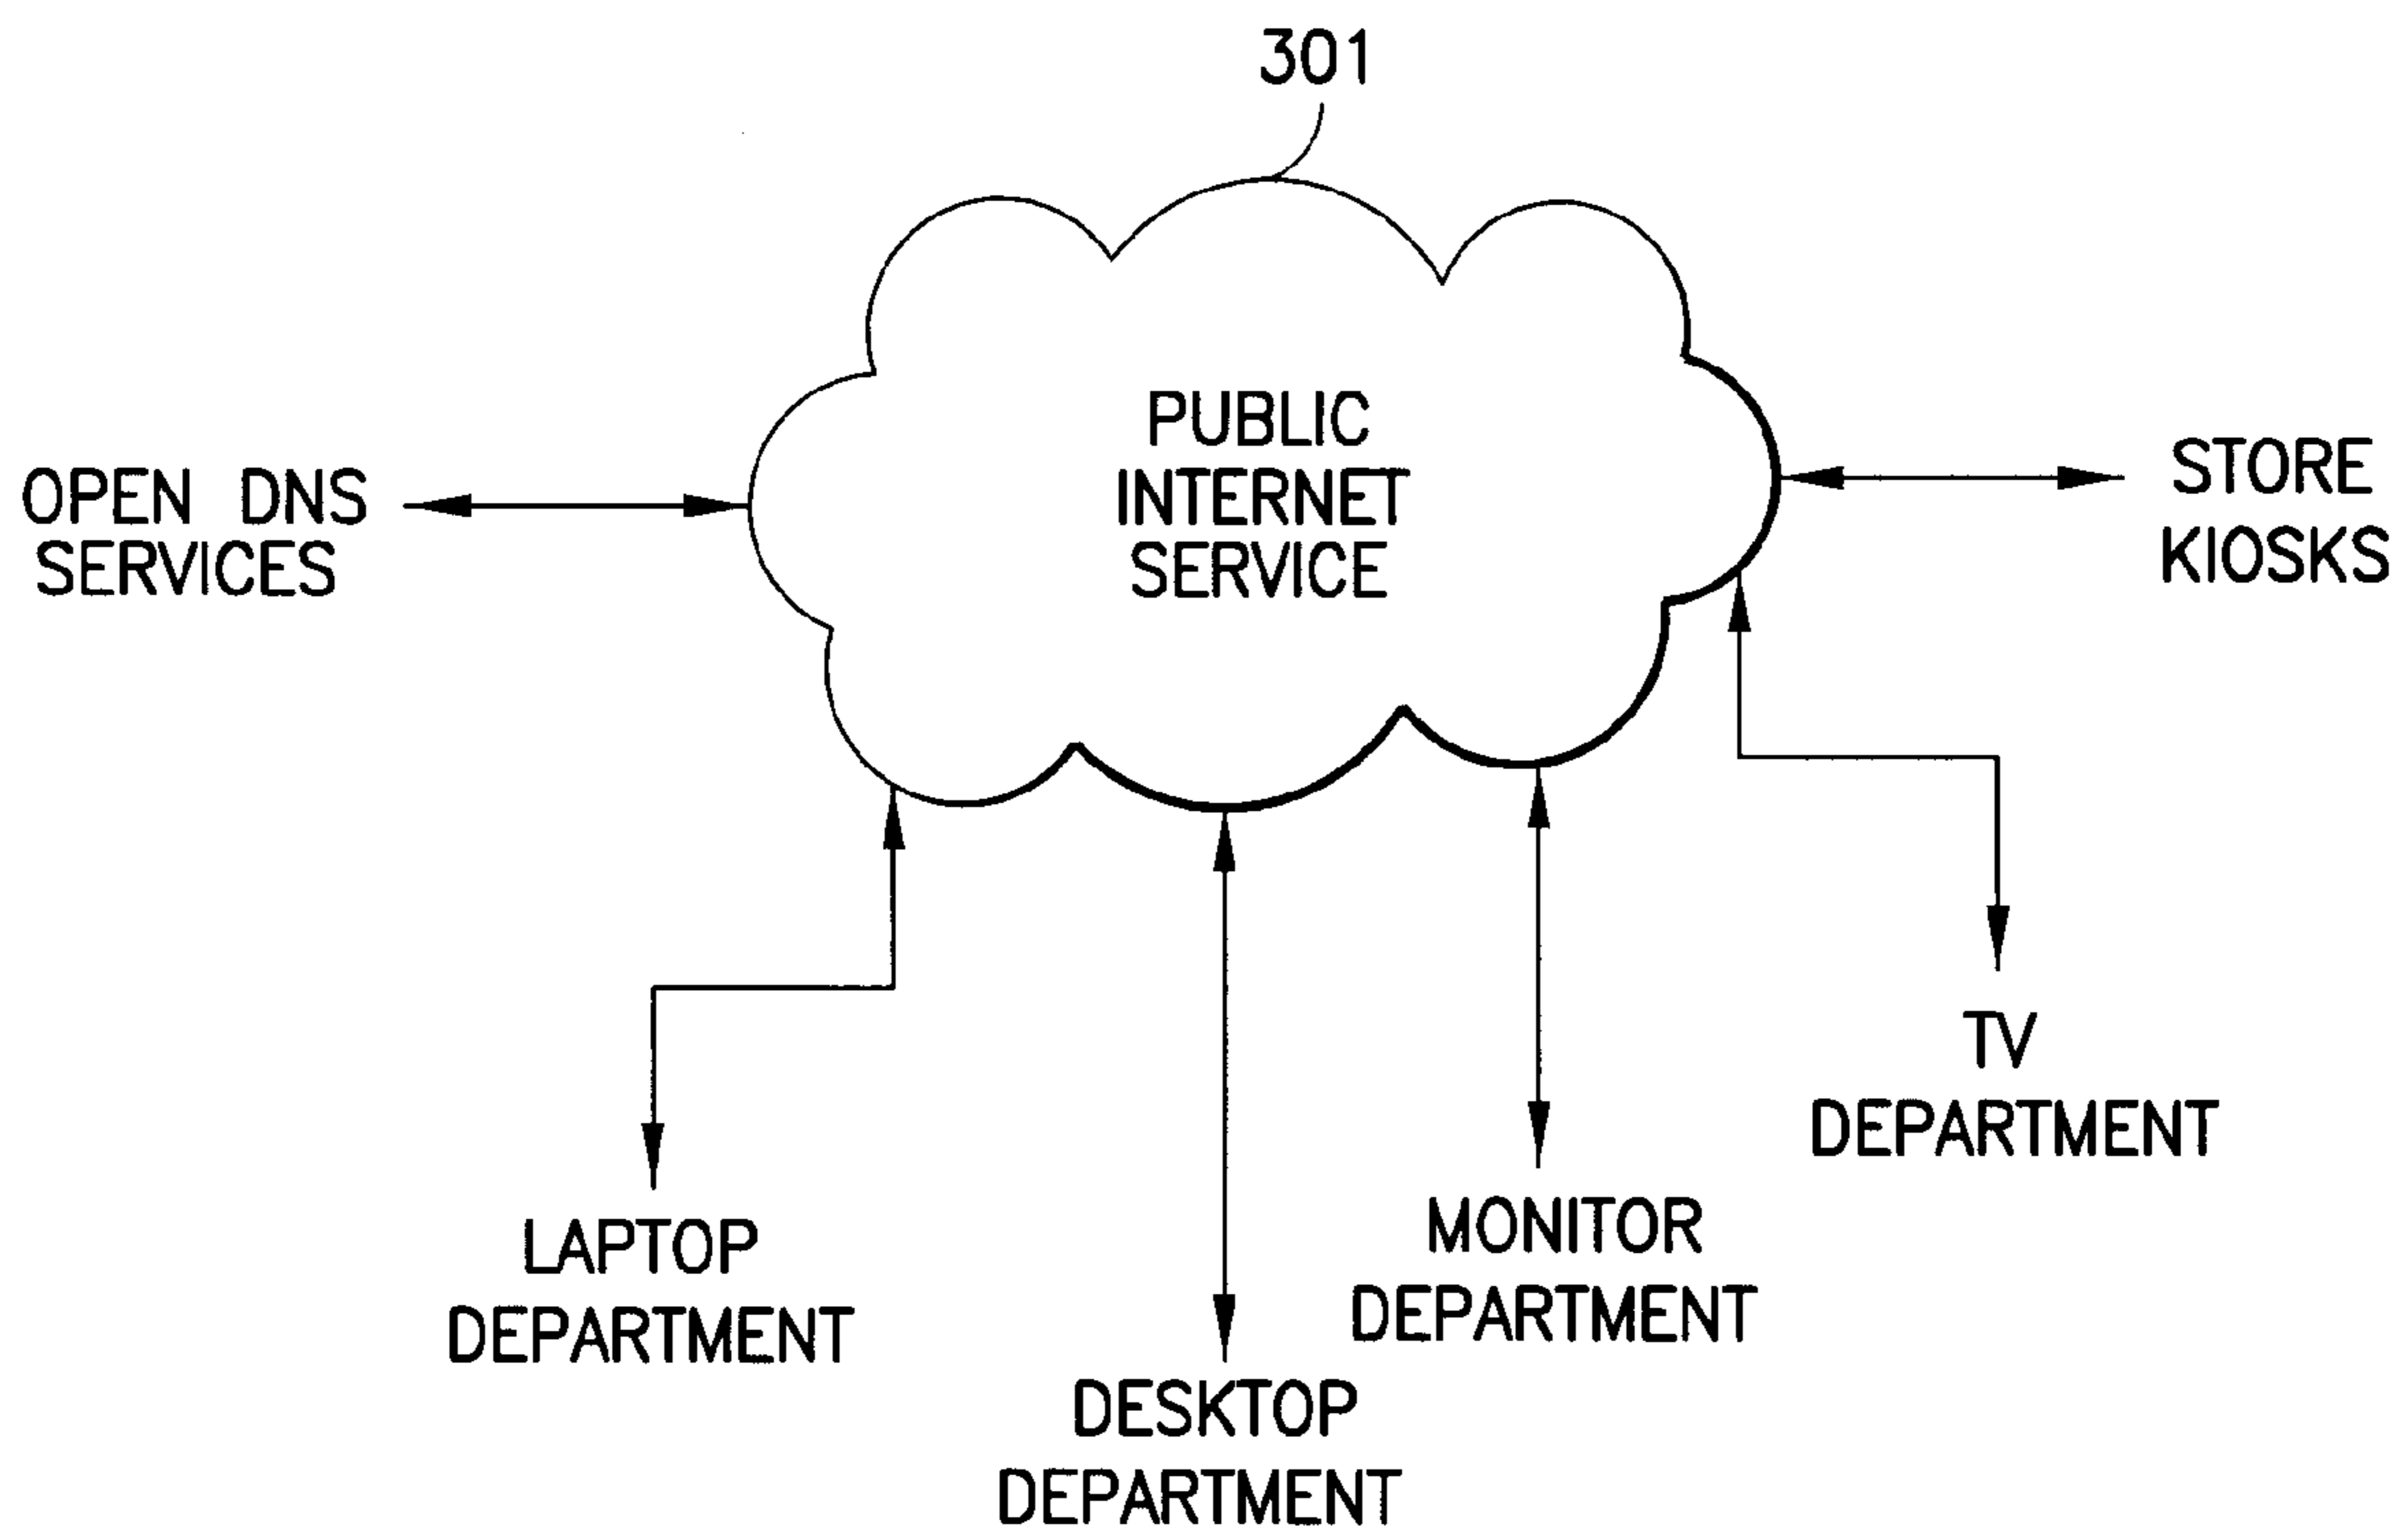 301
PUBLIC
INTERNET
SERVICE
OPEN DNS
SERVICES
STORE
KIOSKS
TV
DEPARTMENT
LAPTOP
DEPARTMENT
MONITOR
DEPARTMENT
DESKTOP
DEPARTMENT